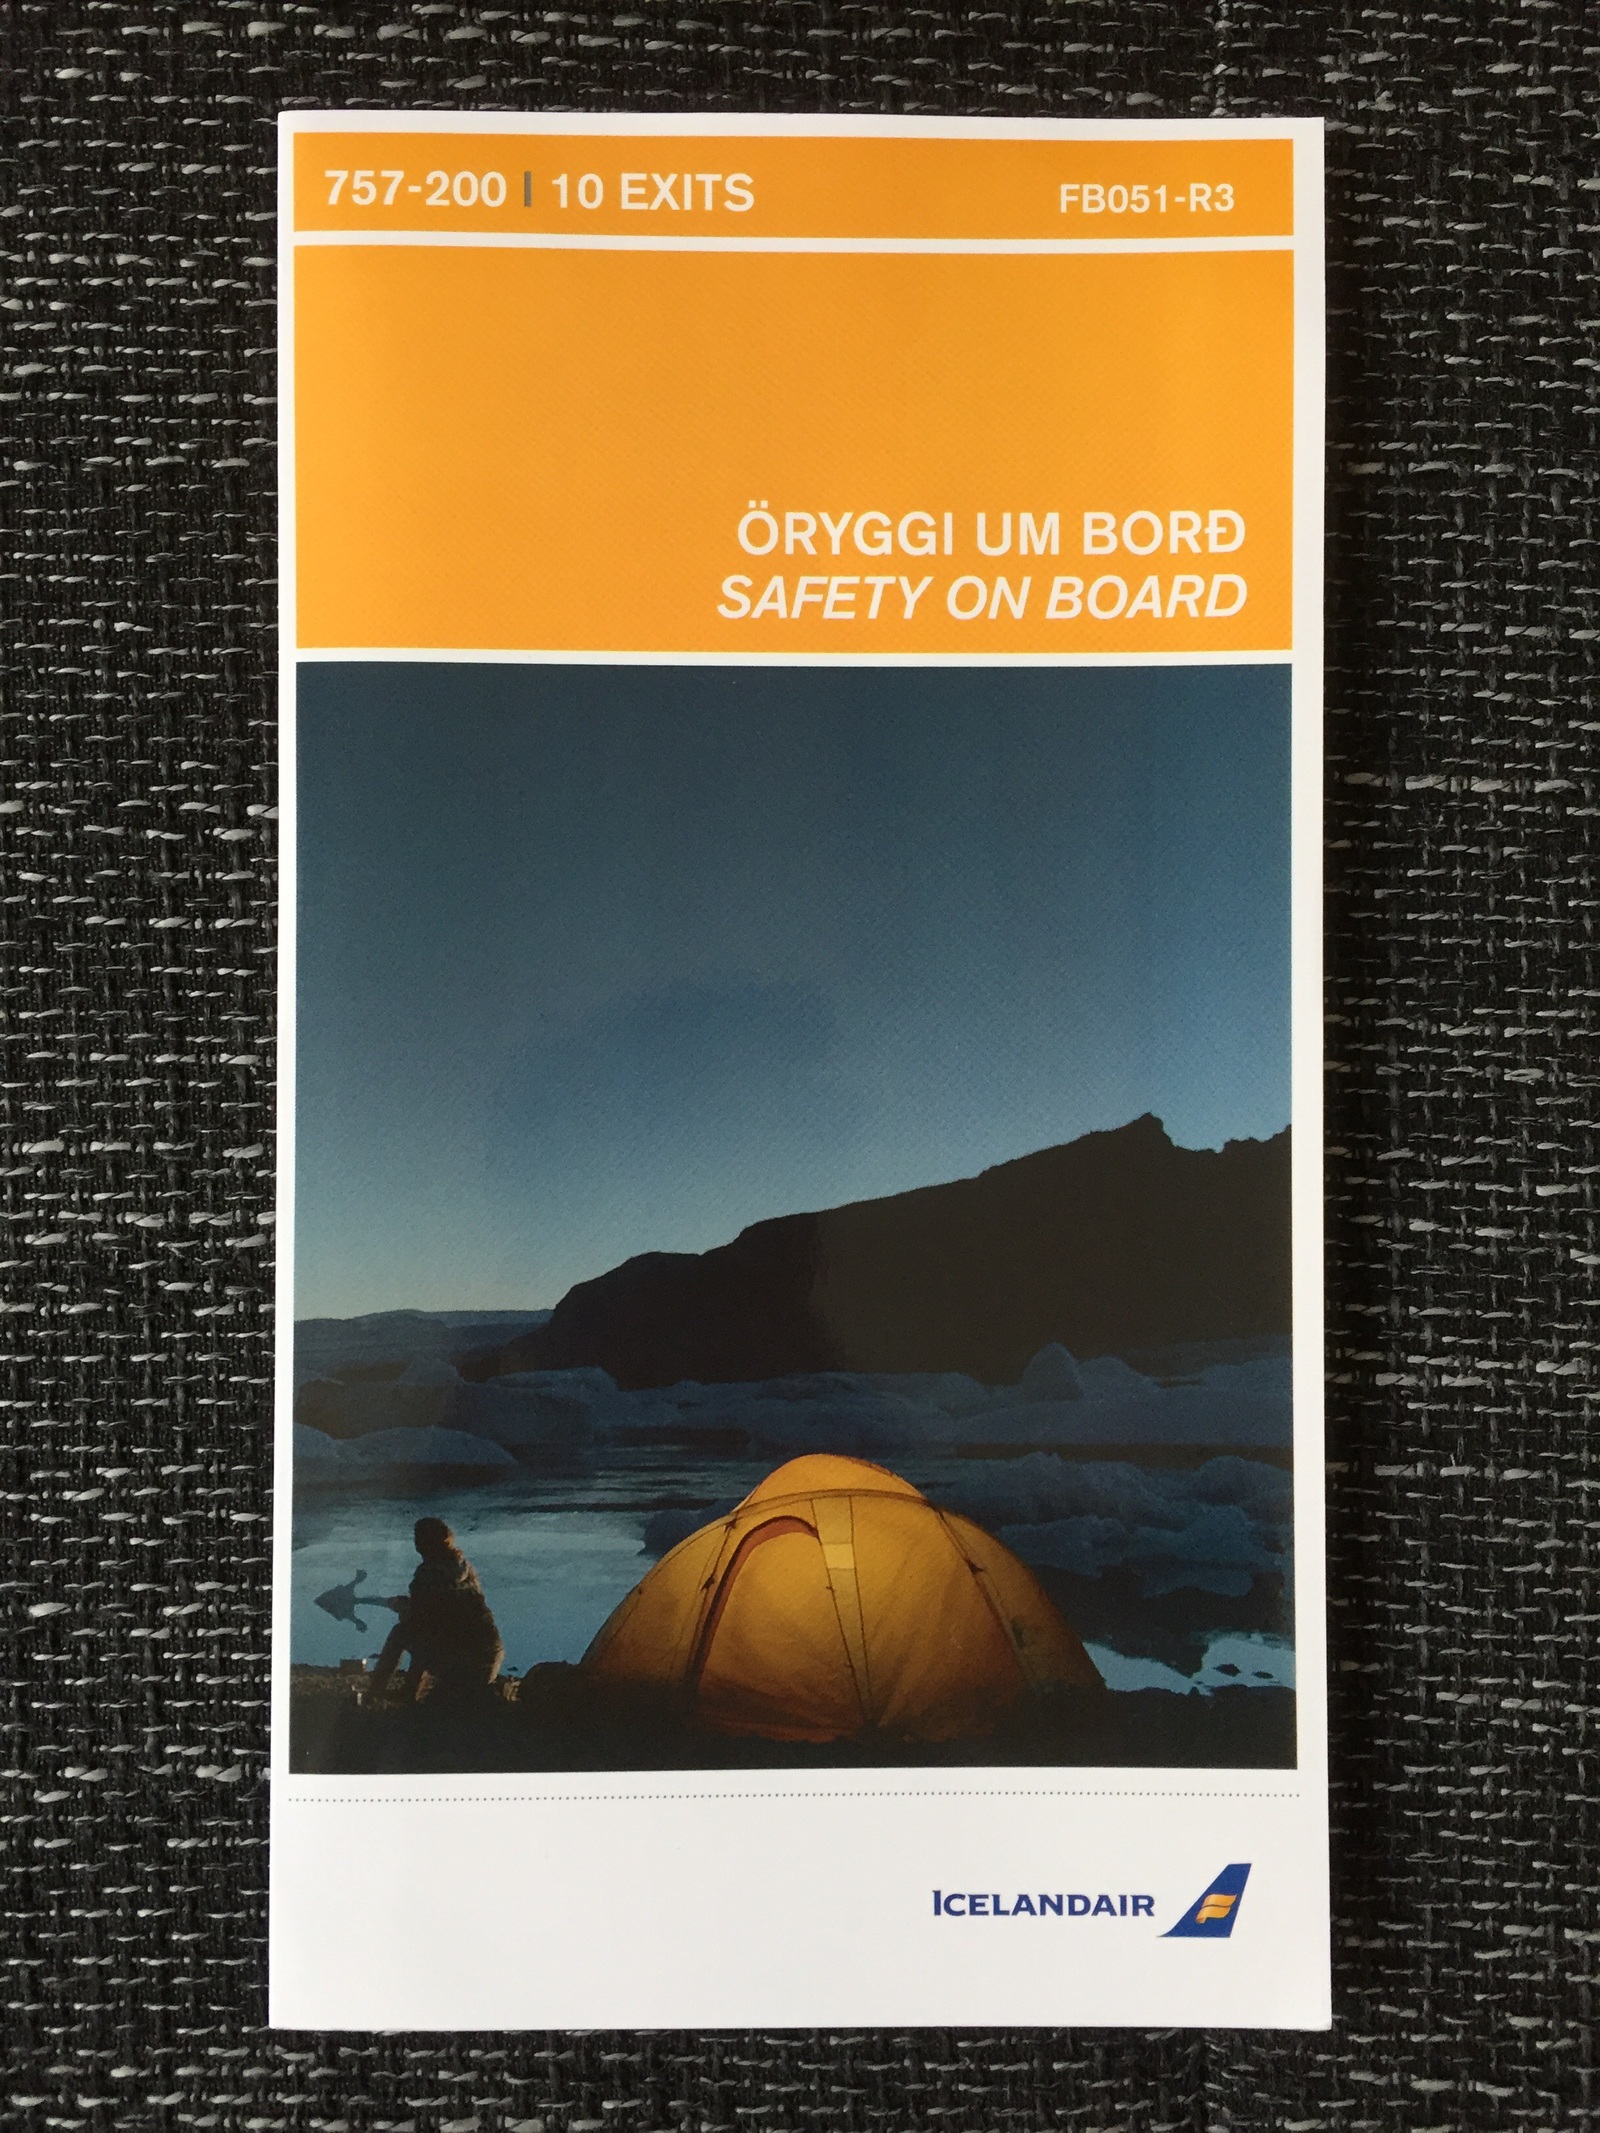 757-200 | 10 EXITS FB051-R3
ÖRYGGI UM BORÐ
SAFETY ON BOARD
ICELANDAIR